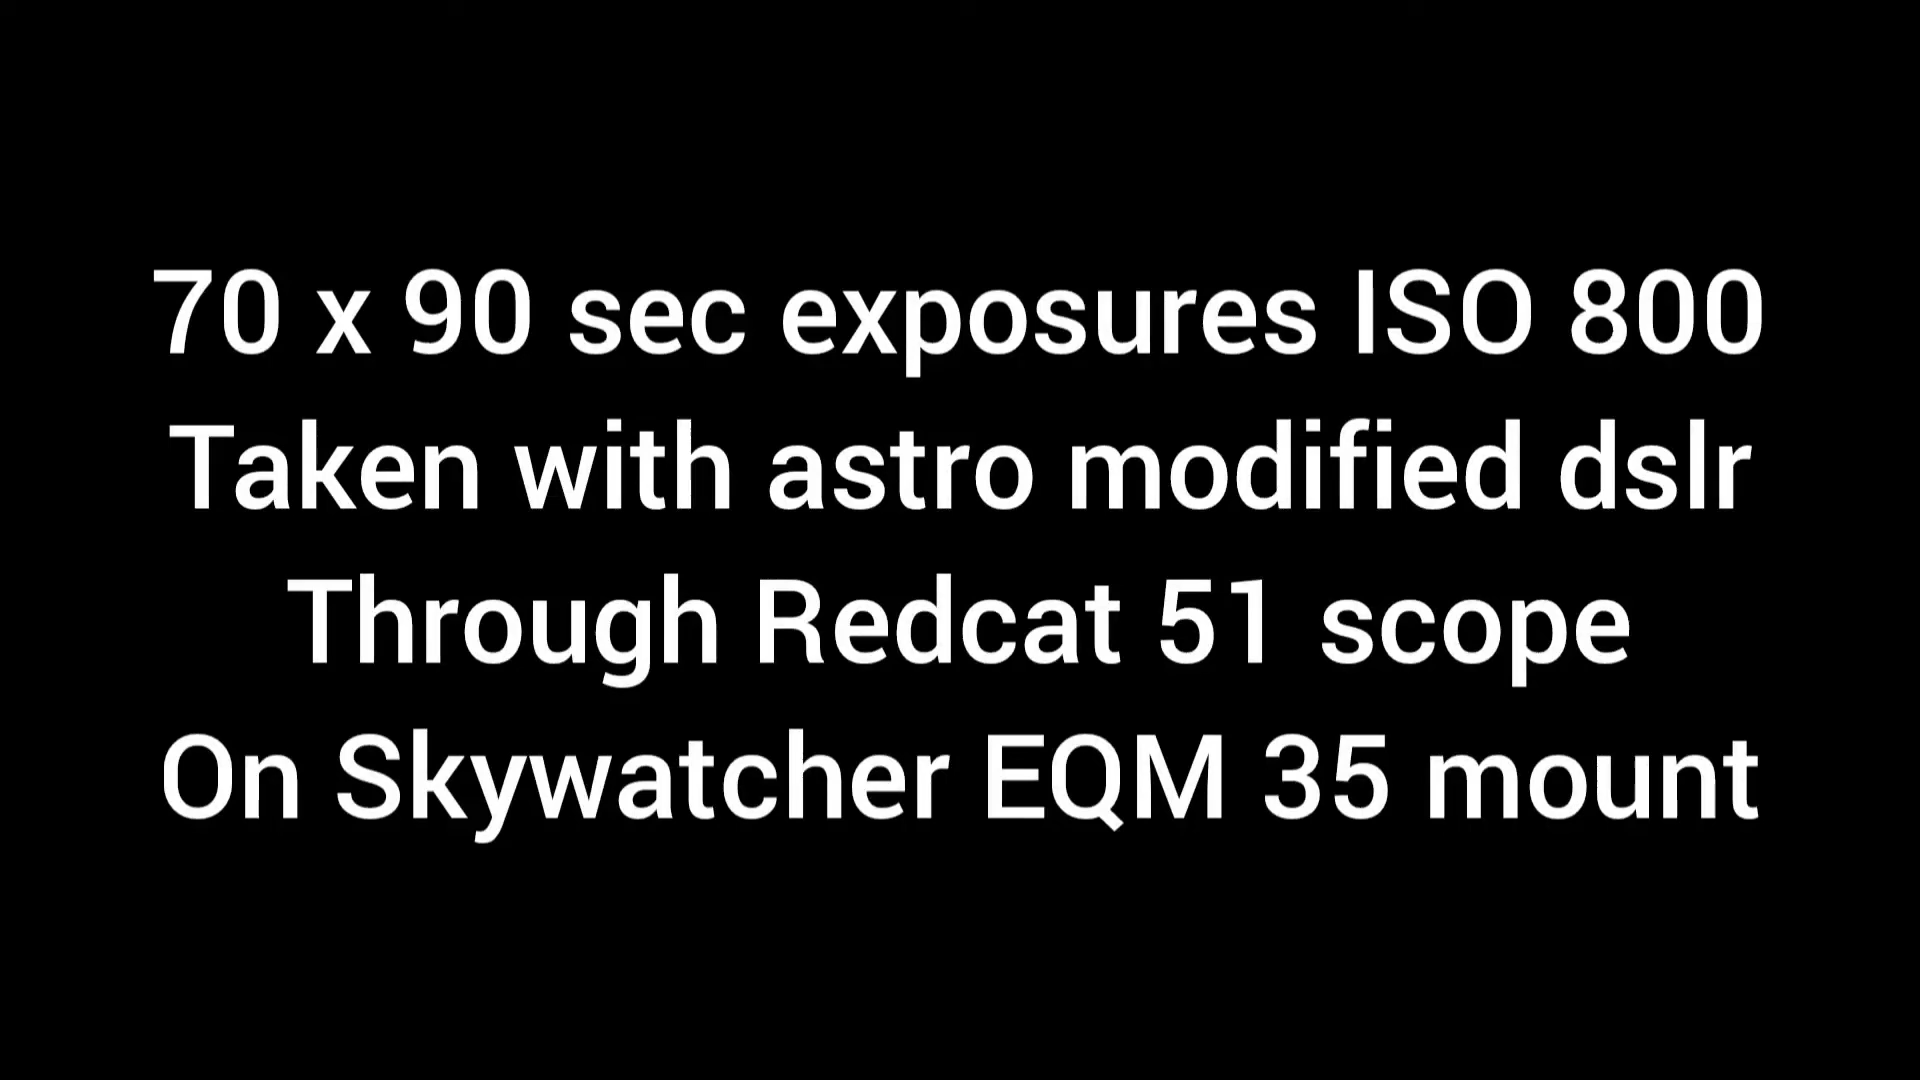 70 x 90 sec exposures ISO 800
Taken with astro modified dslr
Through Redcat 51 scope
On Skywatcher EQM 35 mount